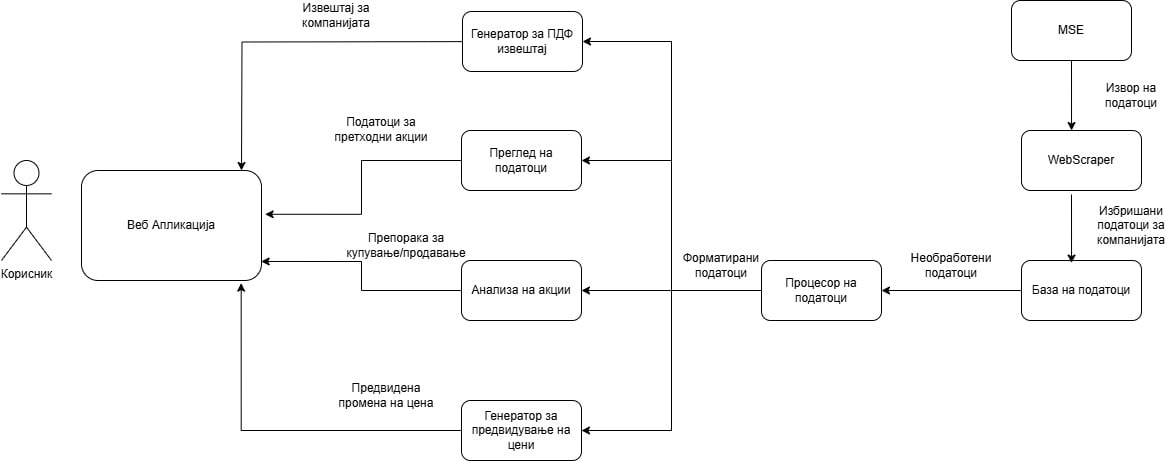 Извештај за
компанијата
Генератор за ПДФ
извештај
MSE
Извор на
податоци
Податоци за
претходни акции
Преглед на
податоци
WebScraper
Веб Апликација
Корисник
Препорака за
купување/продавање
Анализа на акции
Форматирани
податоци
Процесор на
податоци
Необработени
податоци
Избришани
податоци за
компанијата
База на податоци
Предвидена
промена на цена
Генератор за
предвидување на
цени